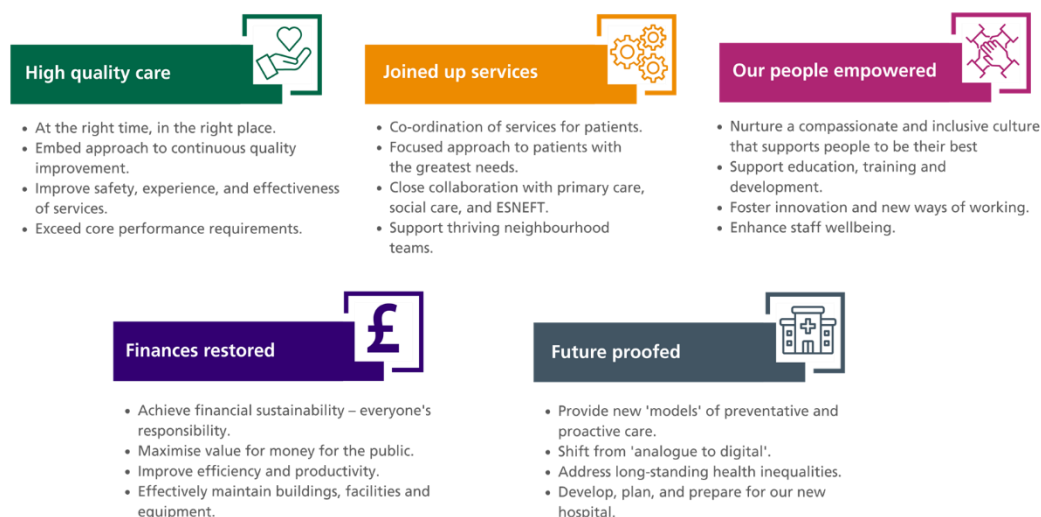 High quality care
• At the right time, in the right place.
• Embed approach to continuous quality
improvement.
• Improve safety, experience, and effectiveness
of services.
• Exceed core performance requirements.
Joined up services
• Co-ordination of services for patients.
• Focused approach to patients with
the greatest needs.
• Close collaboration with primary care,
social care, and ESNEFT.
• Support thriving neighbourhood
teams.
Our people empowered
• Nurture a compassionate and inclusive culture
that supports people to be their best
• Support education, training and
development.
• Foster innovation and new ways of working.
• Enhance staff wellbeing.
Finances restored
£
• Achieve financial sustainability – everyone's
responsibility.
• Maximise value for money for the public.
• Improve efficiency and productivity.
• Effectively maintain buildings, facilities and
equipment.
Future proofed
• Provide new 'models' of preventative and
proactive care.
• Shift from 'analogue to digital'.
• Address long-standing health inequalities.
• Develop, plan, and prepare for our new
hospital.